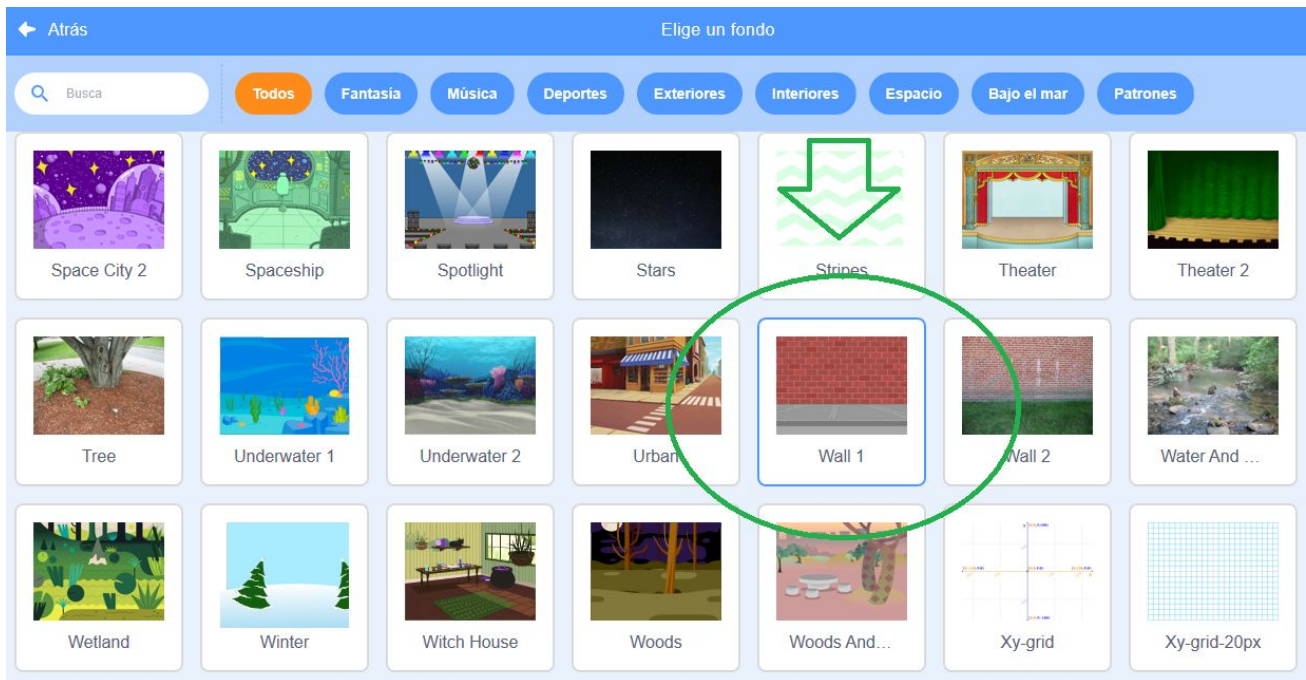 Atrás
Elige un fondo
Busca
Todos
Fantasía
Música
Deportes
Exteriores
Interiores
Espacio
Bajo el mar
Patrones
Space City 2
Spaceship
Spotlight
Stars
Stripes
Theater
Theater 2
Tree
Underwater 1
Underwater 2
Urban
Wall 1
Wall 2
Water And ...
Wetland
Winter
Witch House
Woods
Woods And...
Xy-grid
Xy-grid-20px